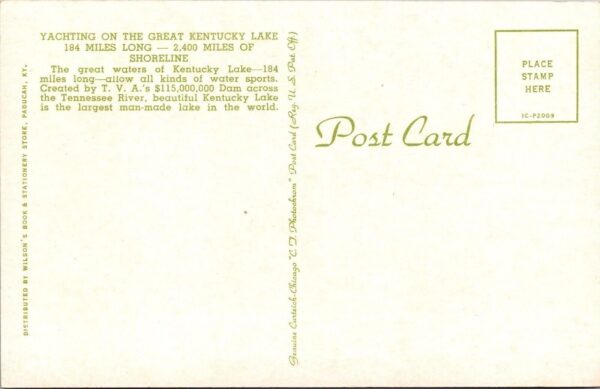 YACHTING ON THE GREAT KENTUCKY LAKE
184 MILES LONG — 2,400 MILES OF
SHORELINE
The great waters of Kentucky Lake—184
miles long—allow all kinds of water sports.
Created by T. V. A.'s $115,000,000 Dam across
the Tennessee River, beautiful Kentucky Lake
is the largest man-made lake in the world.
DISTRIBUTED BY WILSON'S BOOK & STATIONERY STORE, PADUCAH, KY.
Genuine Curteich-Chicago "C. T. Photochrom" Post Card (Reg. U. S. Pat. Off.)
Post Card
PLACE
STAMP
HERE
1C-P2009